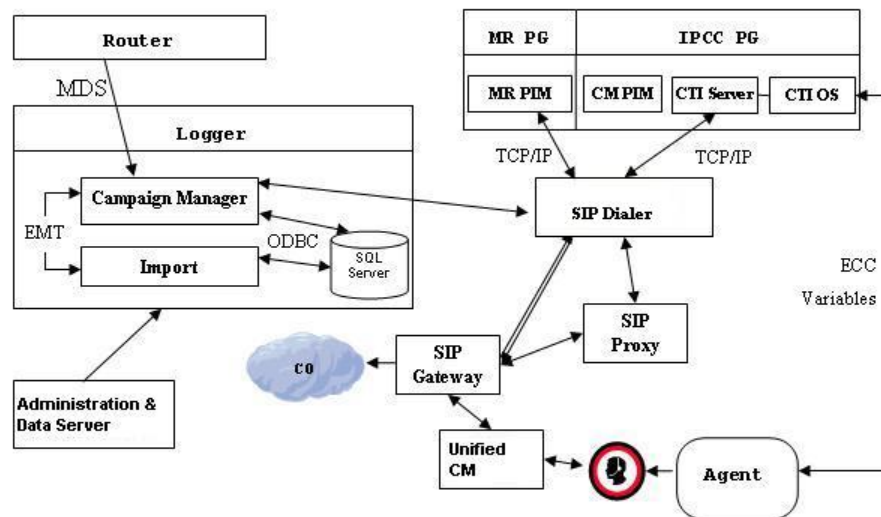 Router
MR PG
IPCC PG
MR PIM
CM PIM
CTI Server
CTI OS
MDS
Logger
TCP/IP
TCP/IP
Campaign Manager
SIP Dialer
EMT
ODBC
SQL
Server
Import
ECC
Variables
SIP
Proxy
CO
SIP
Gateway
Administration &
Data Server
Unified
CM
Agent